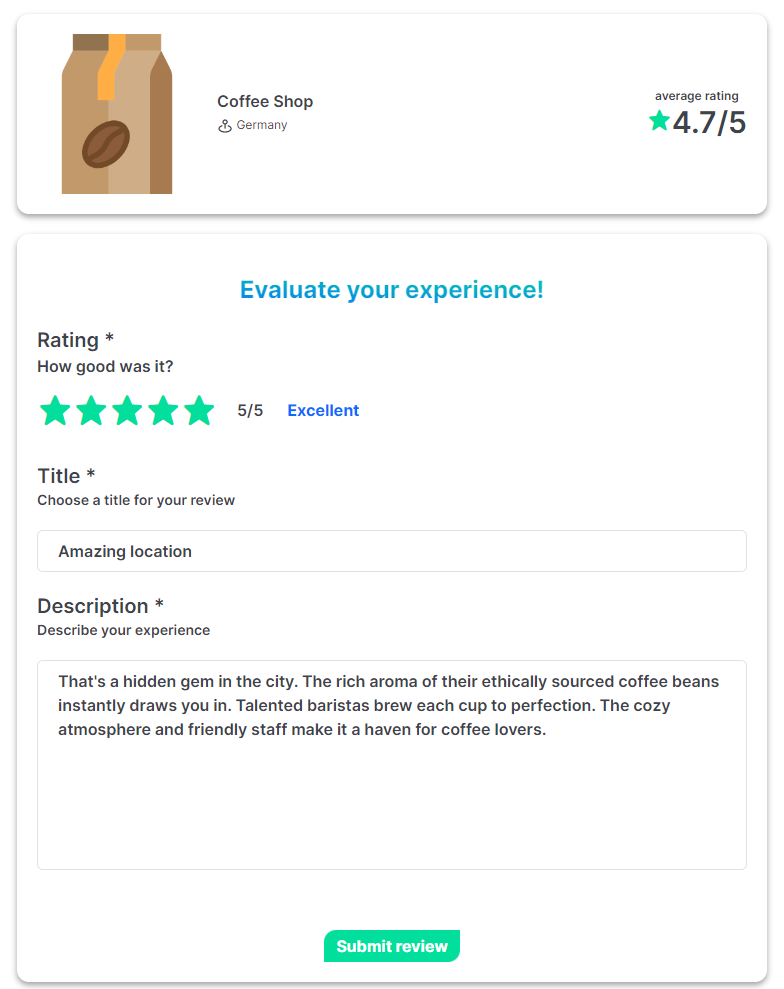 Coffee Shop
Germany
average rating
4.7/5
Evaluate your experience!
Rating *
How good was it?
5/5 Excellent
Title *
Choose a title for your review
Amazing location
Description *
Describe your experience
That's a hidden gem in the city. The rich aroma of their ethically sourced coffee beans
instantly draws you in. Talented baristas brew each cup to perfection. The cozy
atmosphere and friendly staff make it a haven for coffee lovers.
Submit review